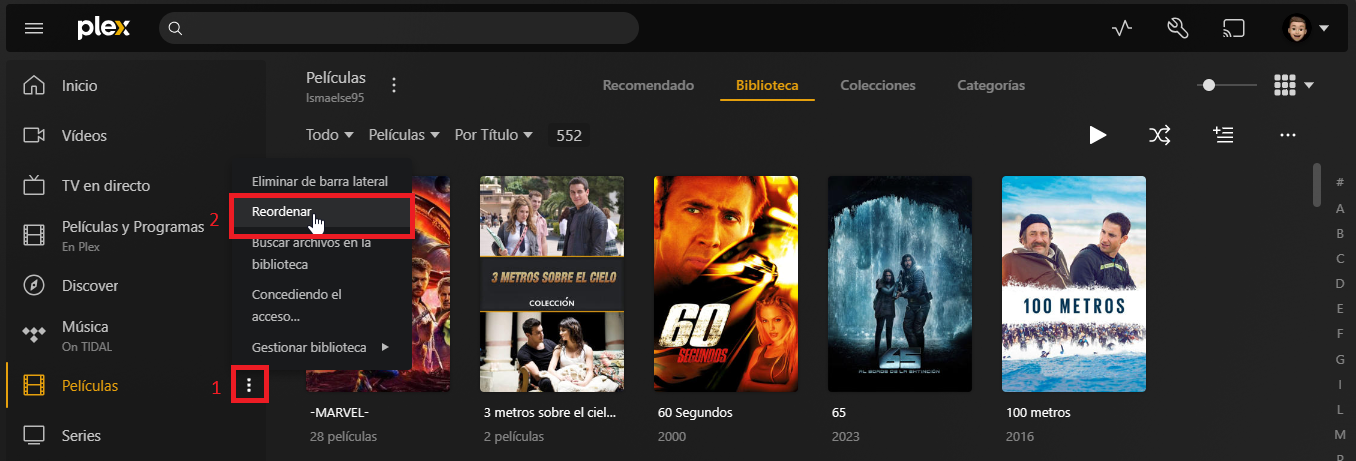 plex
Inicio
Vídeos
TV en directo
Películas y Programas
En Plex
Discover
Música
On TIDAL
Películas
Series
1
2
Eliminar de barra lateral
Reordenar
Buscar archivos en la
biblioteca
Concediendo el
acceso...
Gestionar biblioteca
Películas
Ismaelse95
Recomendado
Biblioteca
Colecciones
Categorías
Todo
Películas
Por Título
552
3 METROS SOBRE EL CIELO
COLECCIÓN
60
SEGUNDOS
65
AL BORDE DE LA EXTINCIÓN
100 METROS
-MARVEL-
28 películas
3 metros sobre el ciel...
2 películas
60 Segundos
2000
65
2023
100 metros
2016
#
A
B
C
D
E
F
G
I
L
M